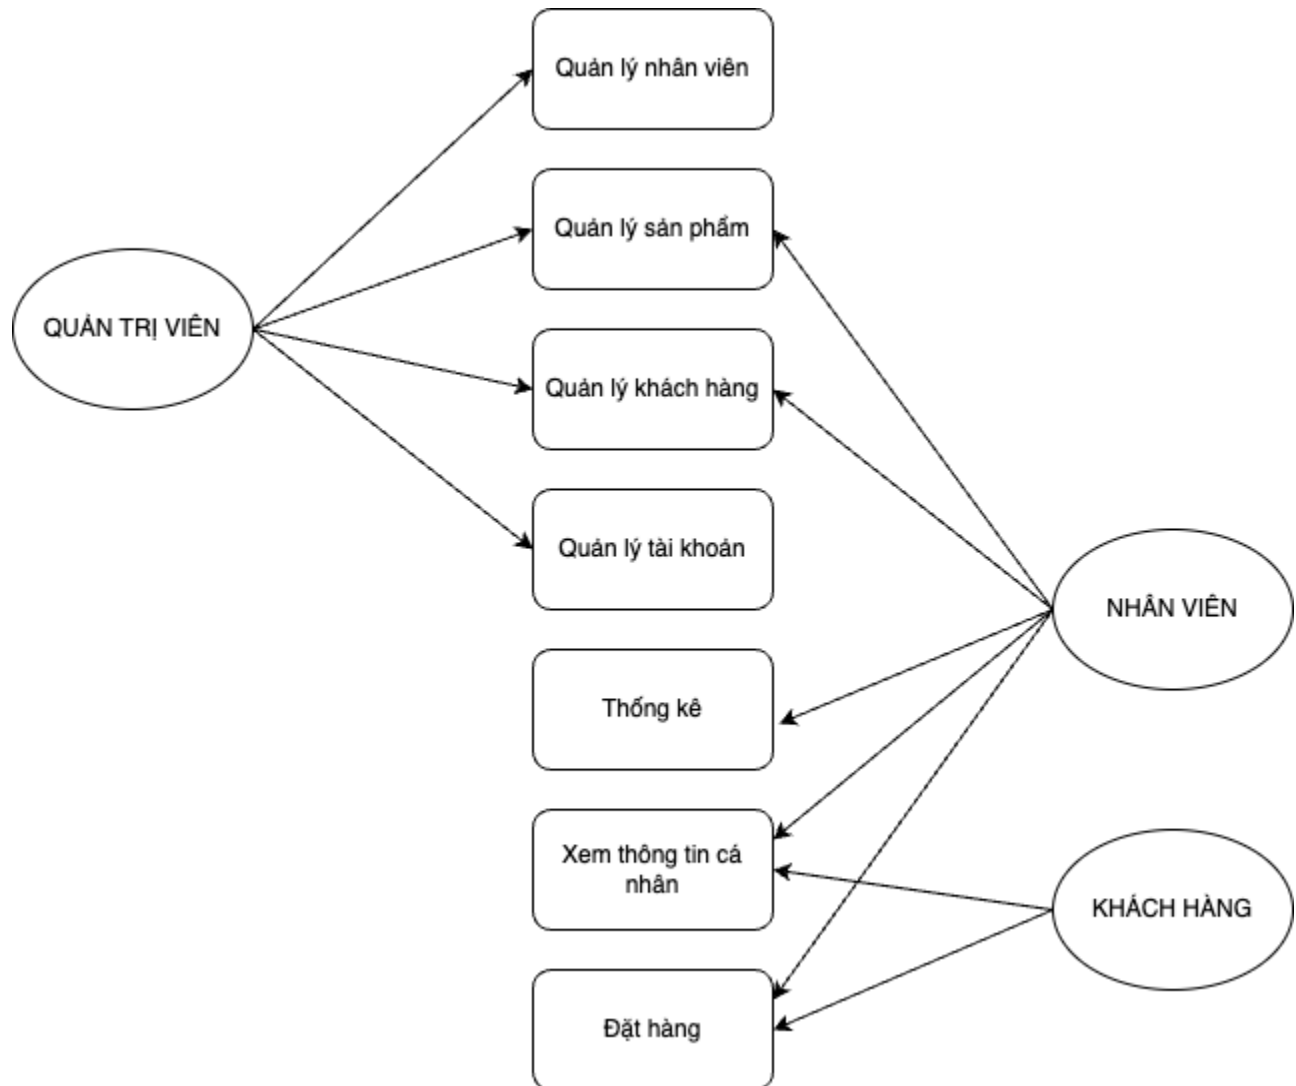 Quản lý nhân viên
Quản lý sản phẩm
QUẢN TRỊ VIÊN
Quản lý khách hàng
Quản lý tài khoản
NHÂN VIÊN
Thống kê
Xem thông tin cá
nhân
KHÁCH HÀNG
Đặt hàng